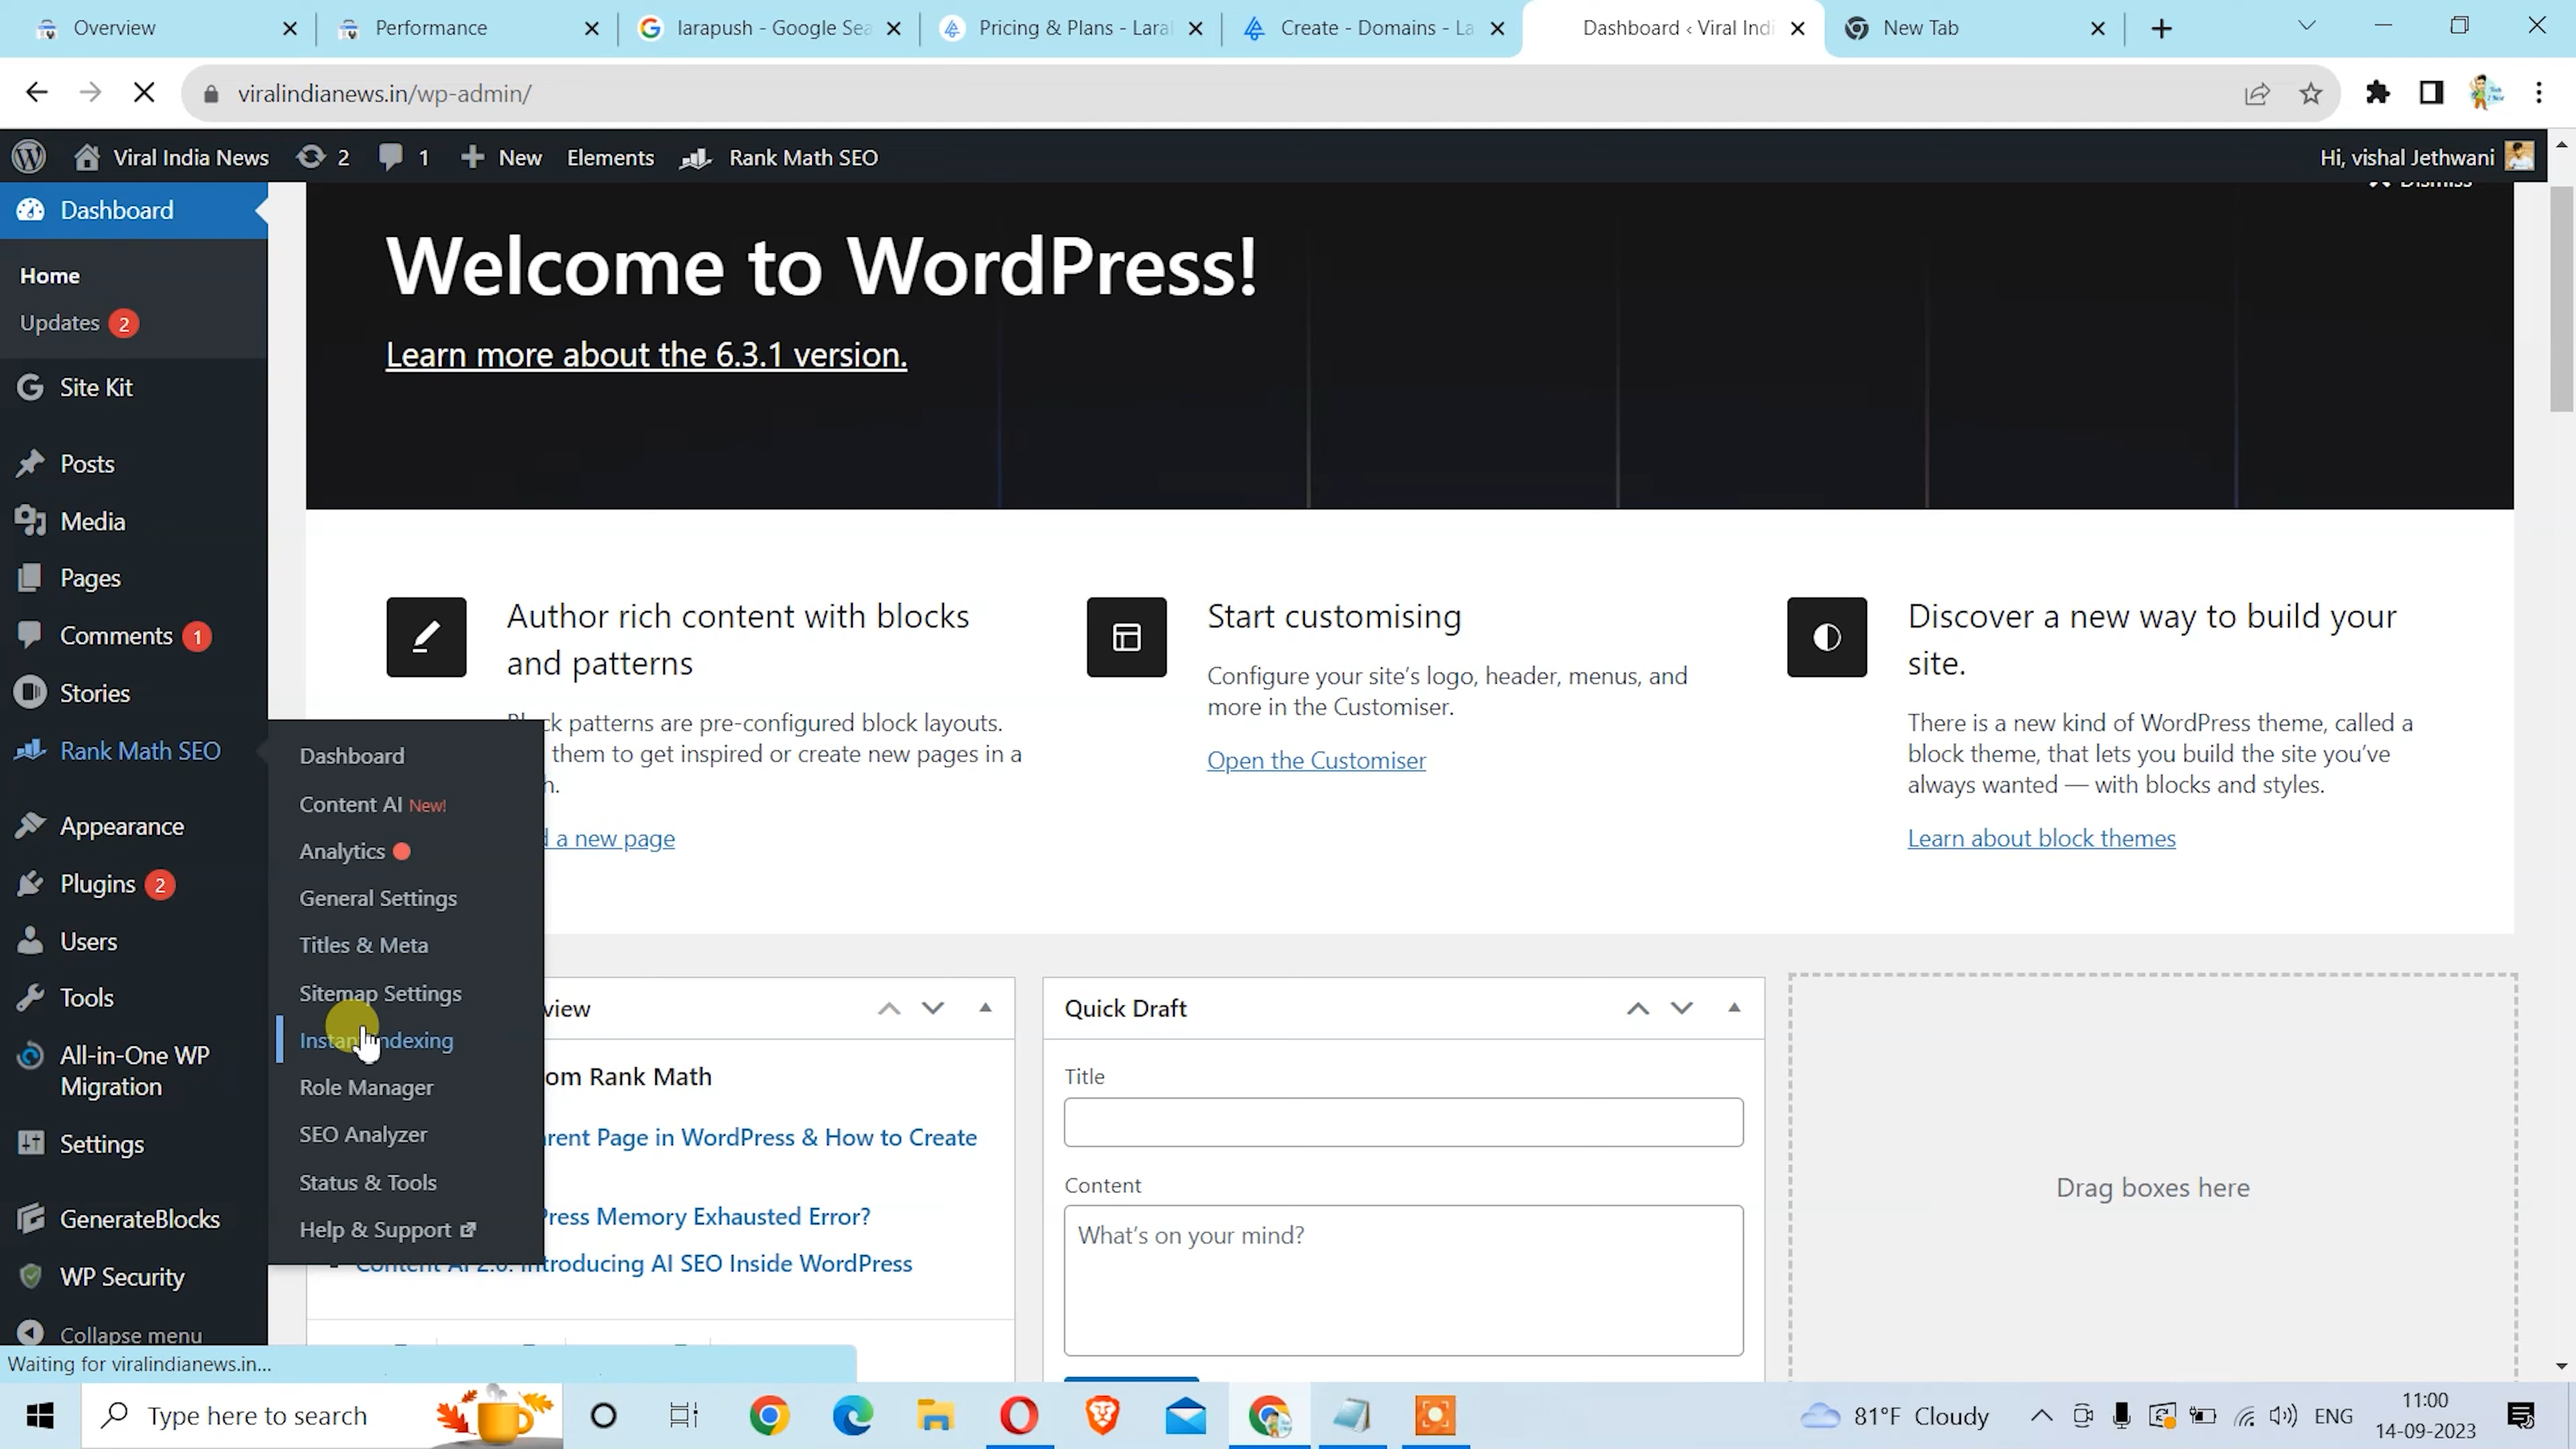 Overview
Performance
larapush - Google Sea
Pricing & Plans - Laral
Create - Domains - La
Dashboard ‹ Viral Indi
New Tab
viralindianews.in/wp-admin/
Viral India News 2 1 New Elements Rank Math SEO
Hi, vishal Jethwani
Dashboard
Home
Updates 2
Site Kit
Posts
Media
Pages
Comments 1
Stories
Rank Math SEO
Appearance
Plugins 2
Users
Tools
All-in-One WP
Migration
Settings
GenerateBlocks
WP Security
Collapse menu
Dashboard
Content AI New!
Analytics
General Settings
Titles & Meta
Sitemap Settings
Instant Indexing
Role Manager
SEO Analyzer
Status & Tools
Help & Support
Dismiss
Welcome to WordPress!
Learn more about the 6.3.1 version.
Author rich content with blocks
and patterns
Block patterns are pre-configured block layouts.
them to get inspired or create new pages in a
a new page
Start customising
Configure your site's logo, header, menus, and
more in the Customiser.
Open the Customiser
Discover a new way to build your
site.
There is a new kind of WordPress theme, called a
block theme, that lets you build the site you've
always wanted — with blocks and styles.
Learn about block themes
view
om Rank Math
rent Page in WordPress & How to Create
Press Memory Exhausted Error?
Content AI 2.0: Introducing AI SEO Inside WordPress
Quick Draft
Title
Content
What's on your mind?
Drag boxes here
Waiting for viralindianews.in...
Type here to search
81°F Cloudy
ENG
11:00
14-09-2023